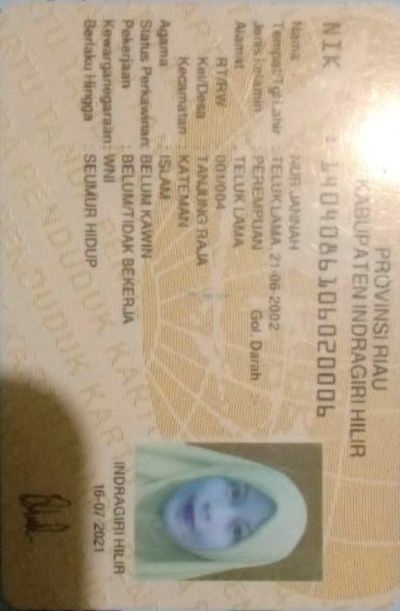 PROVINSI RIAU
KABUPATEN INDRAGIRI HILIR
NIK : 1404086106020006
Nama : NUR JANNAH
Tempat/Tgl Lahir : TELUK LAMA, 21-06-2002
Jenis Kelamin : PEREMPUAN Gol. Darah : -
Alamat : TELUK LAMA
RT/RW : 001/004
Kel/Desa : TANJUNG RAJA
Kecamatan : KATEMAN
Agama : ISLAM
Status Perkawinan: BELUM KAWIN
Pekerjaan : BELUM/TIDAK BEKERJA
Kewarganegaraan: WNI
Berlaku Hingga : SEUMUR HIDUP
INDRAGIRI HILIR
16-07-2021